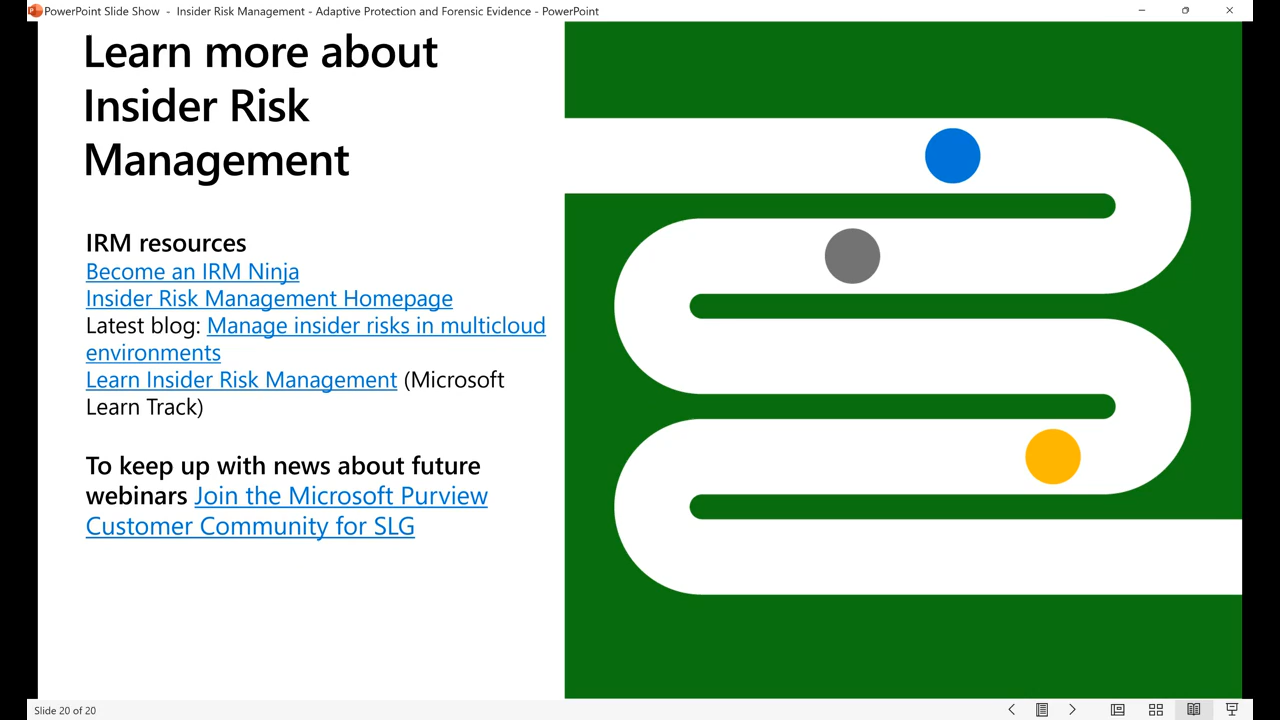 PowerPoint Slide Show - Insider Risk Management - Adaptive Protection and Forensic Evidence - PowerPoint
Learn more about
Insider Risk
Management
IRM resources
Become an IRM Ninja
Insider Risk Management Homepage
Latest blog: Manage insider risks in multicloud
environments
Learn Insider Risk Management (Microsoft
Learn Track)
To keep up with news about future
webinars Join the Microsoft Purview
Customer Community for SLG
Slide 20 of 20